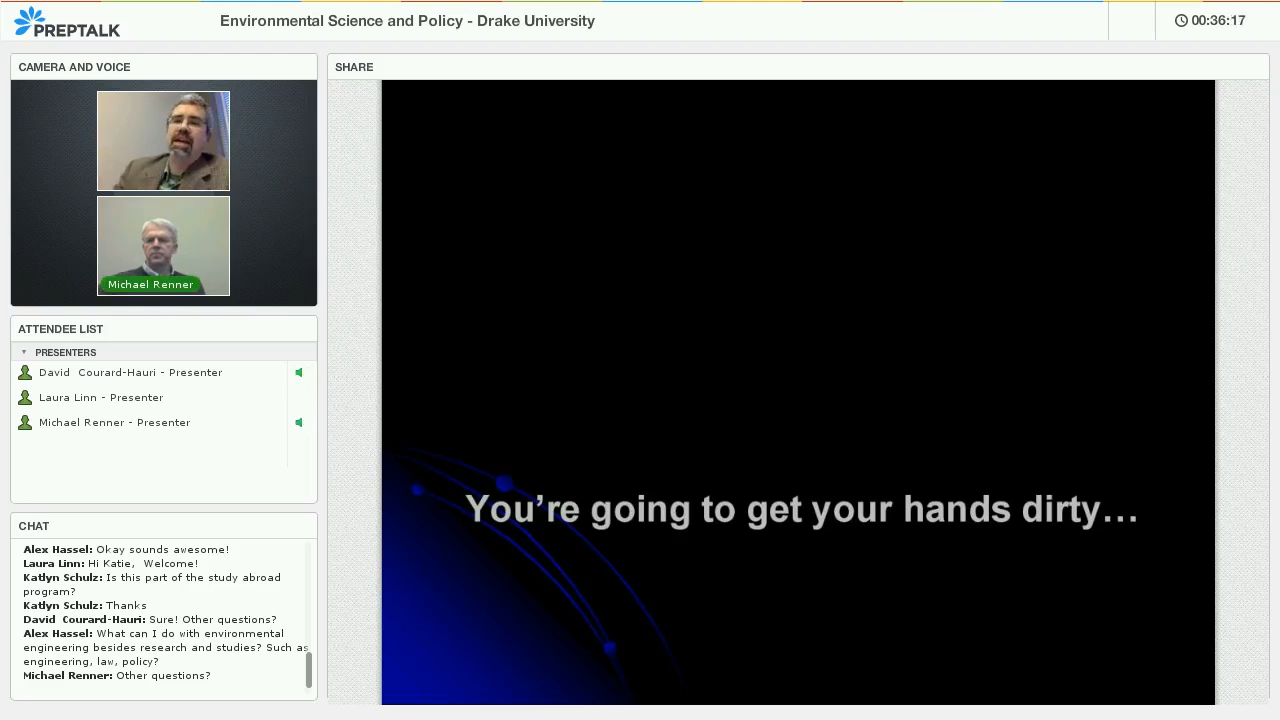 PREPTALK
Environmental Science and Policy - Drake University
00:36:17
CAMERA AND VOICE
Michael Renner
ATTENDEE LIST
PRESENTERS
David Courard-Hauri - Presenter
Laura Linn - Presenter
Michael Renner - Presenter
CHAT
Alex Hassel: Okay sounds awesome!
Laura Linn: Hi Katie, Welcome!
Katlyn Schulz: Is this part of the study abroad
program?
Katlyn Schulz: Thanks
David Courard-Hauri: Sure! Other questions?
Alex Hassel: What can I do with environmental
engineering besides research and studies? Such as
engineering, law, policy?
Michael Renner: Other questions?
SHARE
You’re going to get your hands dirty…